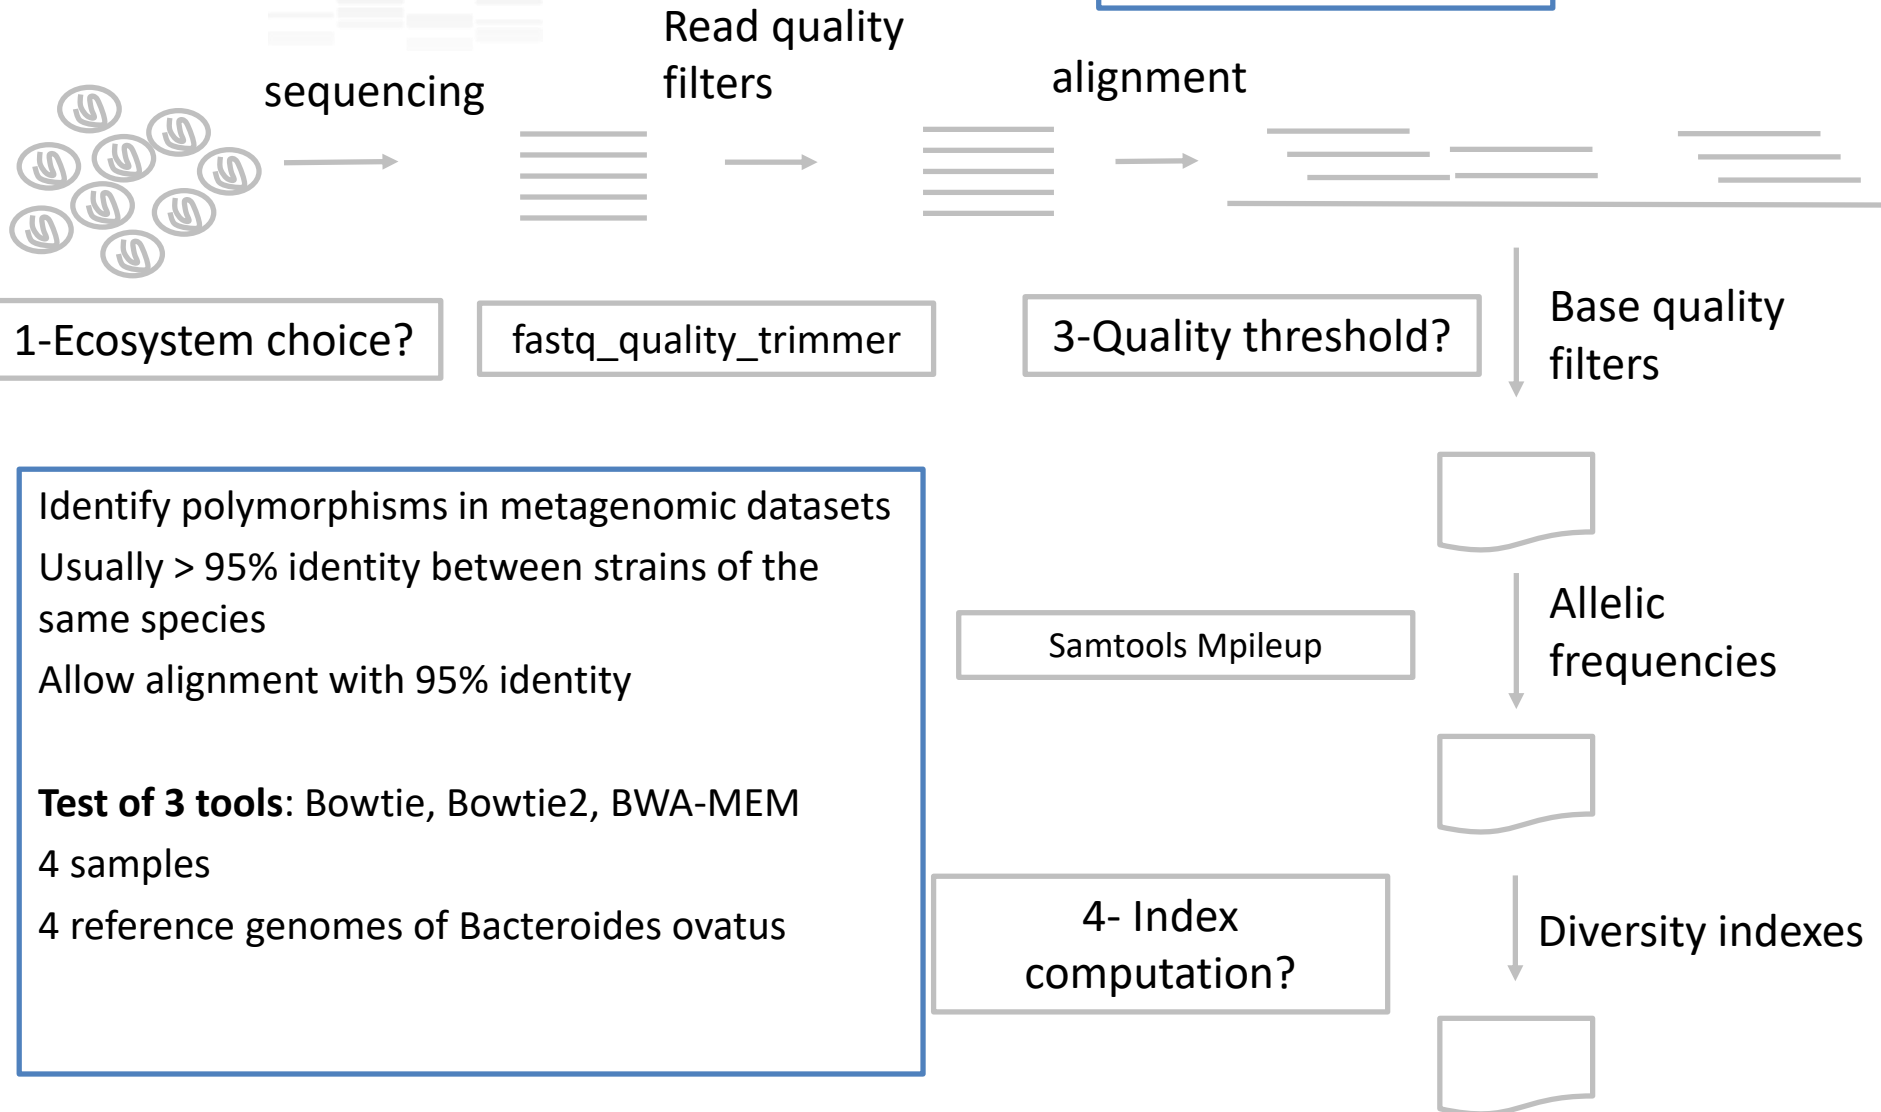 Read quality
filters
sequencing
alignment
1-Ecosystem choice?
fastq_quality_trimmer
3-Quality threshold?
Base quality
filters
Identify polymorphisms in metagenomic datasets
Usually > 95% identity between strains of the
same species
Allow alignment with 95% identity
Test of 3 tools: Bowtie, Bowtie2, BWA-MEM
4 samples
4 reference genomes of Bacteroides ovatus
Samtools Mpileup
Allelic
frequencies
4- Index
computation?
Diversity indexes